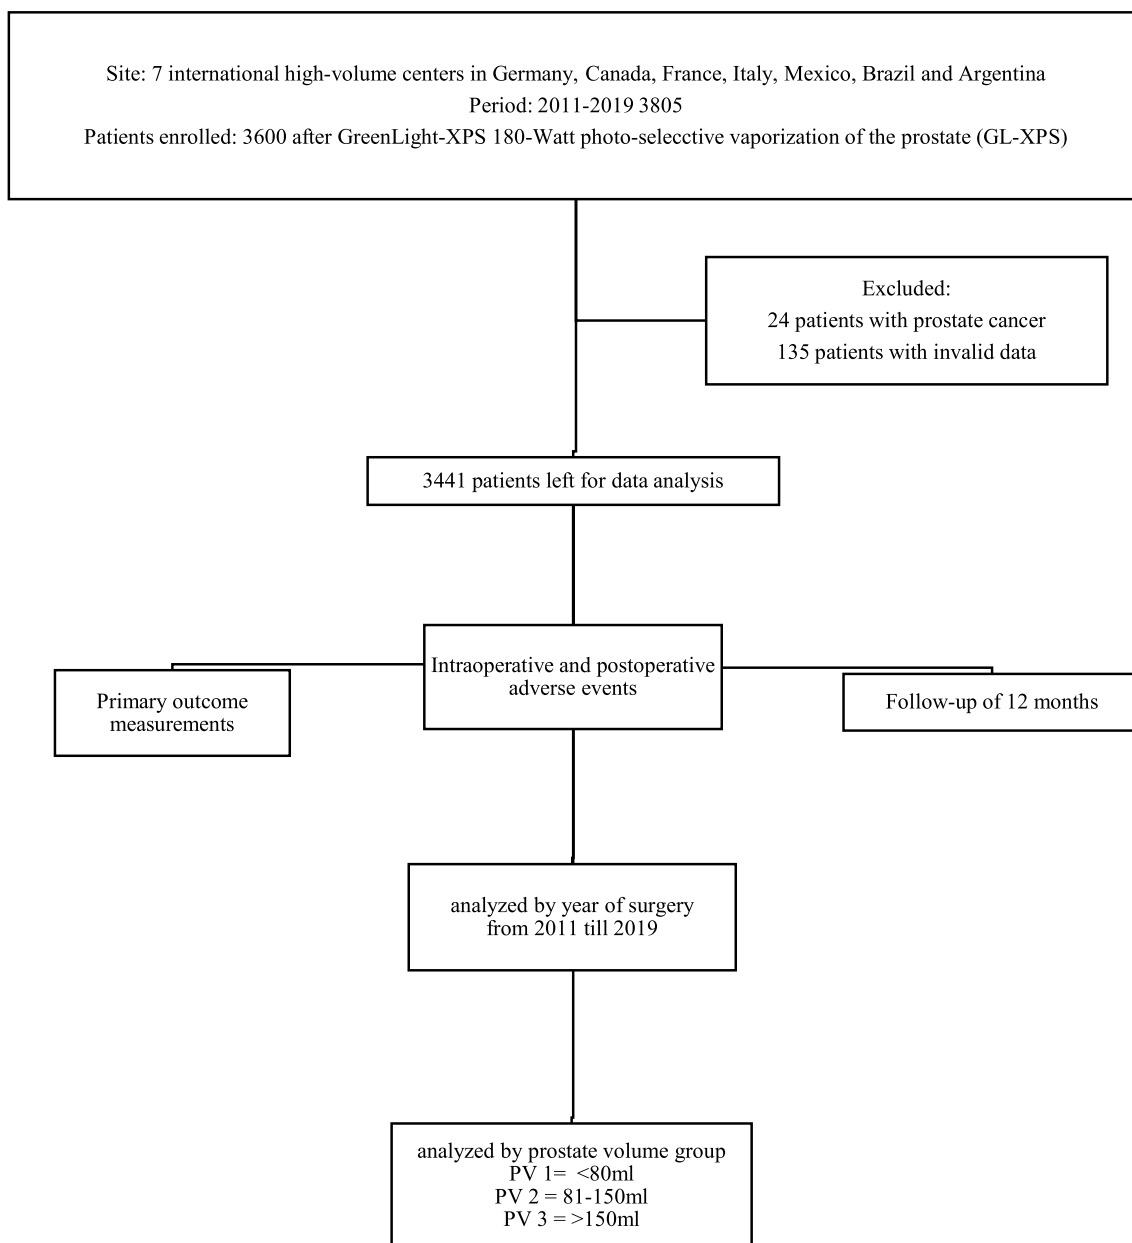 Site: 7 international high-volume centers in Germany, Canada, France, Italy, Mexico, Brazil and Argentina
Period: 2011-2019 3805
Patients enrolled: 3600 after GreenLight-XPS 180-Watt photo-selecctive vaporization of the prostate (GL-XPS)
Excluded:
24 patients with prostate cancer
135 patients with invalid data
3441 patients left for data analysis
Intraoperative and postoperative
adverse events
Primary outcome
measurements
Follow-up of 12 months
analyzed by year of surgery
from 2011 till 2019
analyzed by prostate volume group
PV 1= <80ml
PV 2 = 81-150ml
PV 3 = >150ml